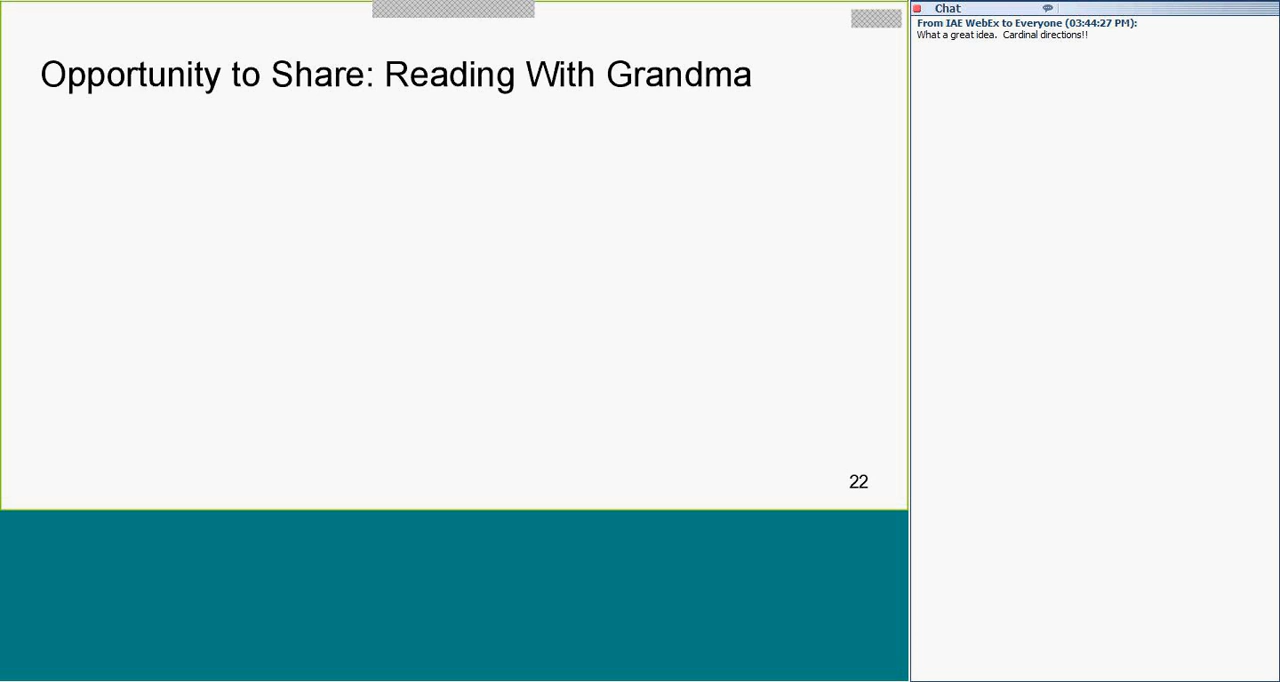 Opportunity to Share: Reading With Grandma
22
Chat
From IAE WebEx to Everyone (03:44:27 PM):
What a great idea.  Cardinal directions!!